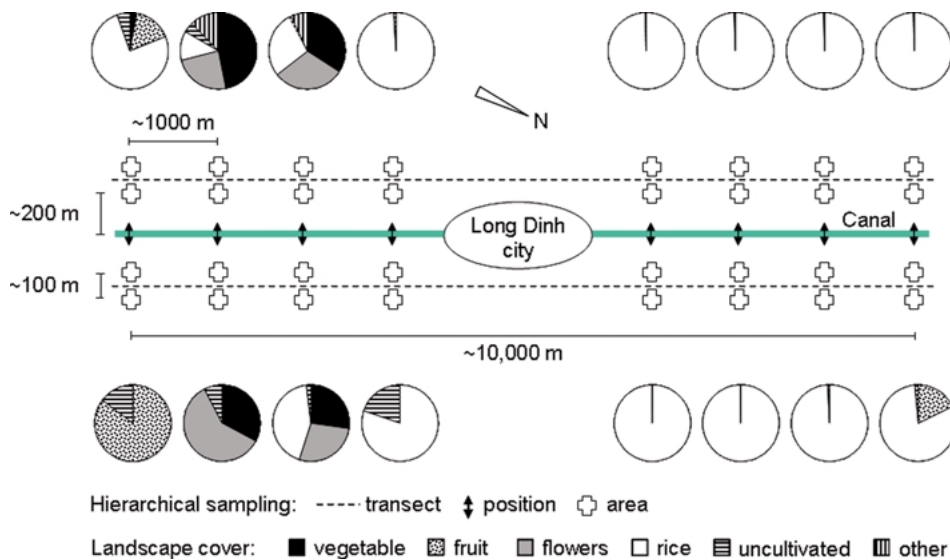 ~1000 m
N
~200 m
Long Dinh
city
Canal
~100 m
~10,000 m
Hierarchical sampling: transect position area
Landscape cover: vegetable fruit flowers rice uncultivated other